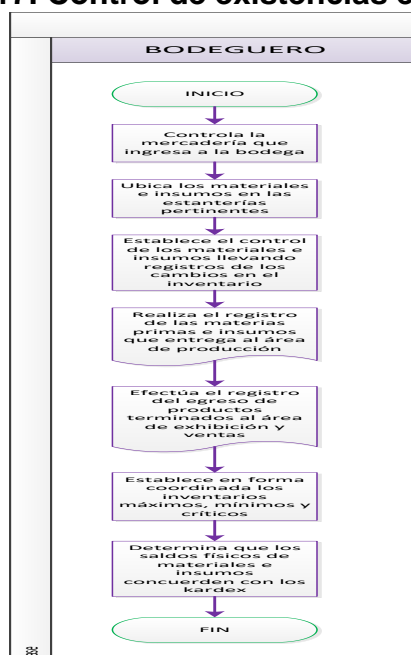 Control de existencias
BODEGUERO
INICIO
Controla la
mercadería que
ingresa a la bodega
Ubica los materiales
e insumos en las
estanterías
pertinentes
Establece el control
de los materiales e
insumos llevando
registros de los
cambios en el
inventario
Realiza el registro
de las materias
primas e insumos
que entrega al área
de producción
Efectúa el registro
del egreso de
productos
terminados al área
de exhibición y
ventas
Establece en forma
coordinada los
inventarios
máximos, mínimos y
críticos
Determina que los
saldos físicos de
materiales e
insumos
concuerden con los
kardex
FIN